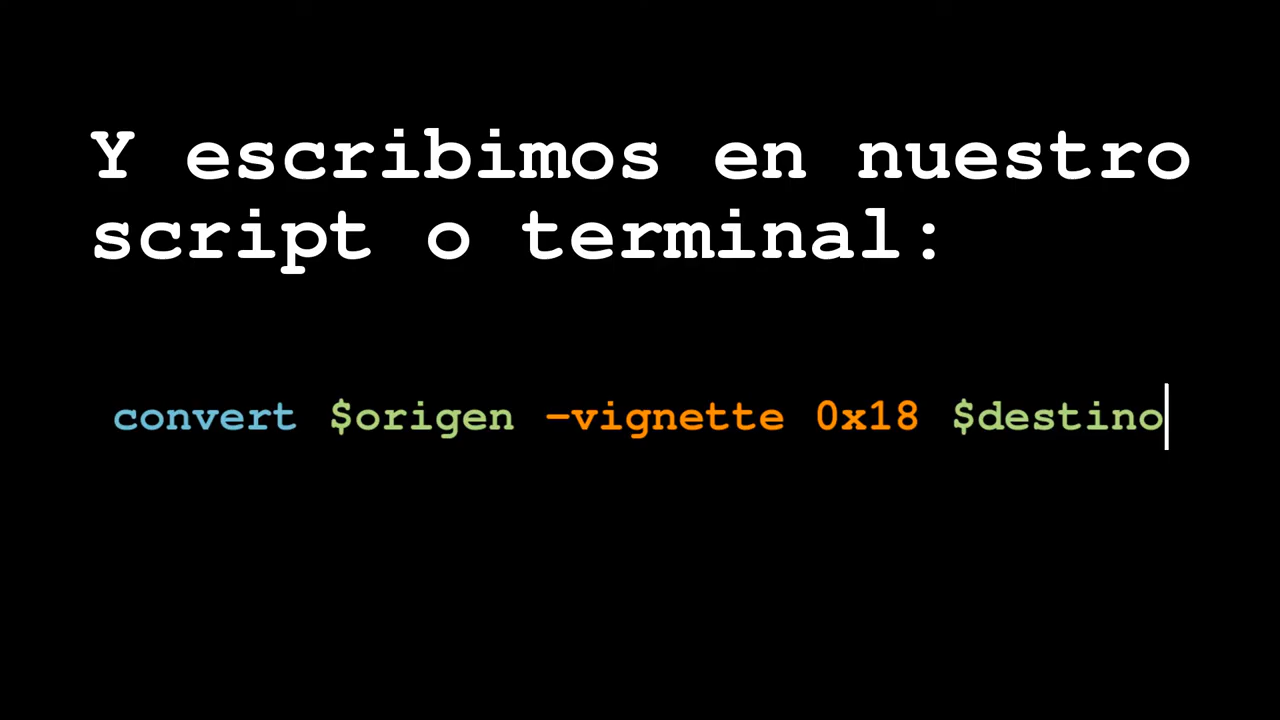 Y escribimos en nuestro
script o terminal:
convert $origen -vignette 0x18 $destino